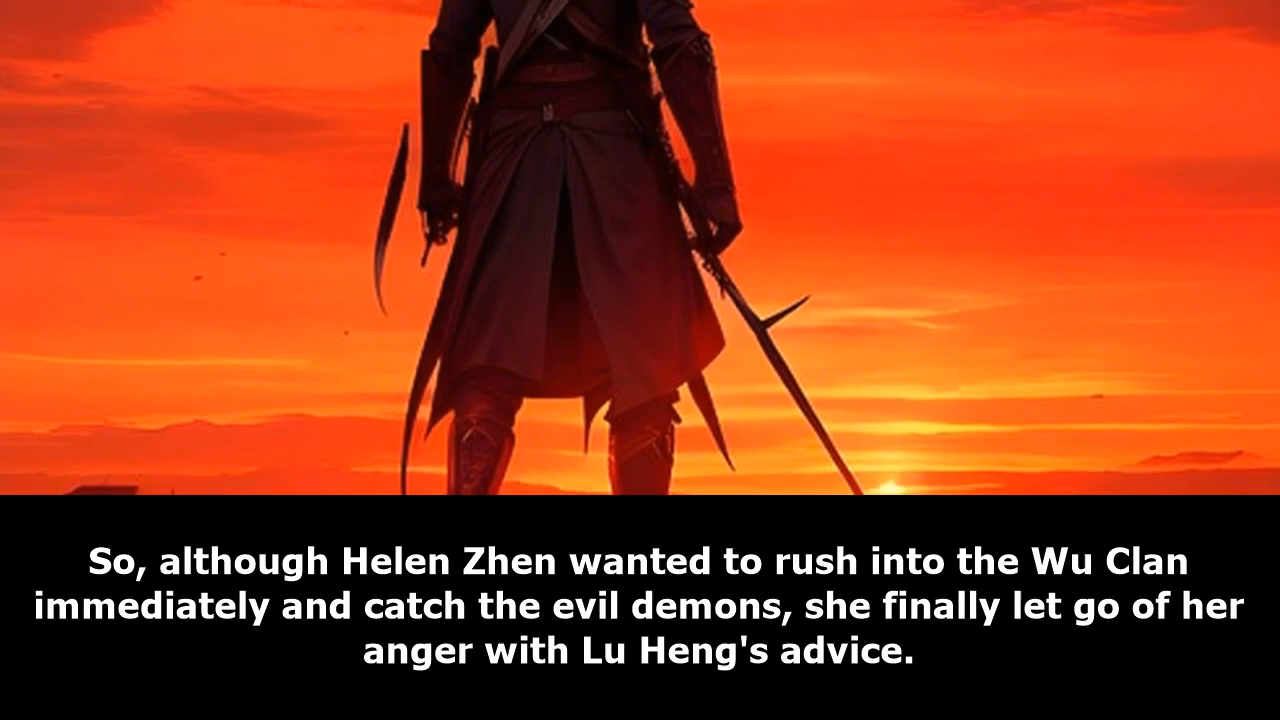 So, although Helen Zhen wanted to rush into the Wu Clan
immediately and catch the evil demons, she finally let go of her
anger with Lu Heng's advice.